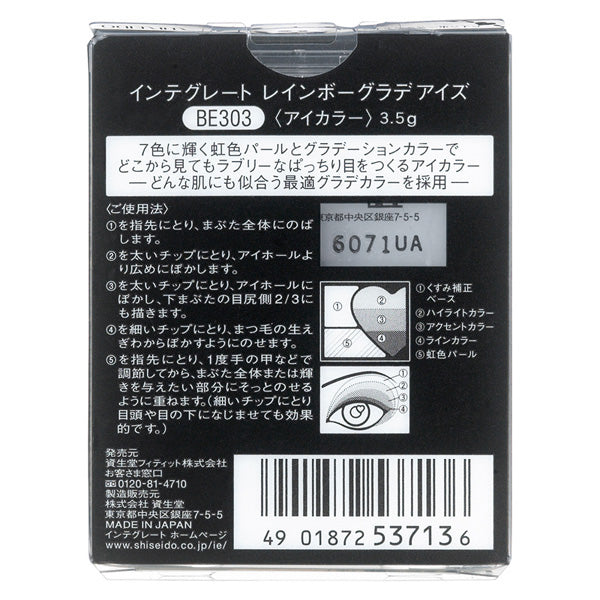 インテグレート レインボーグラデアイズ
BE303 〈アイカラー〉3.5g
7色に輝く虹色パールとグラデーションカラーで
どこから見てもラブリーなぱっちり目をつくるアイカラー
―どんな肌にも似合う最適グラデカラーを採用―
〈ご使用法〉
①を指先にとり、まぶた全体にのば
します。
②を太いチップにとり、アイホールよ
り広めにぼかします。
③を太いチップにとり、アイホールに
ぼかし、下まぶたの目尻側2/3に
も描きます。
④を細いチップにとり、まつ毛の生え
ぎわからぼかすようにのせます。
⑤を指先にとり、1度手の甲などで
調節してから、まぶた全体または輝
きを与えたい部分にそっとのせる
ように重ねます。(細いチップにとり
目頭や目の下になじませても効果
的です。)
東京都中央区銀座7-5-5
6071UA
① ② ③ ④ ⑤
①くすみ補正
ベース
②ハイライトカラー
③アクセントカラー
④ラインカラー
⑤虹色パール
①
②
③
④
発売元
資生堂フィティット株式会社
お客さま窓口
0120-81-4710
製造販売元
株式会社 資生堂
東京都中央区銀座7-5-5
MADE IN JAPAN
インテグレート ホームページ
www.shiseido.co.jp/ie/
4 901872 537136